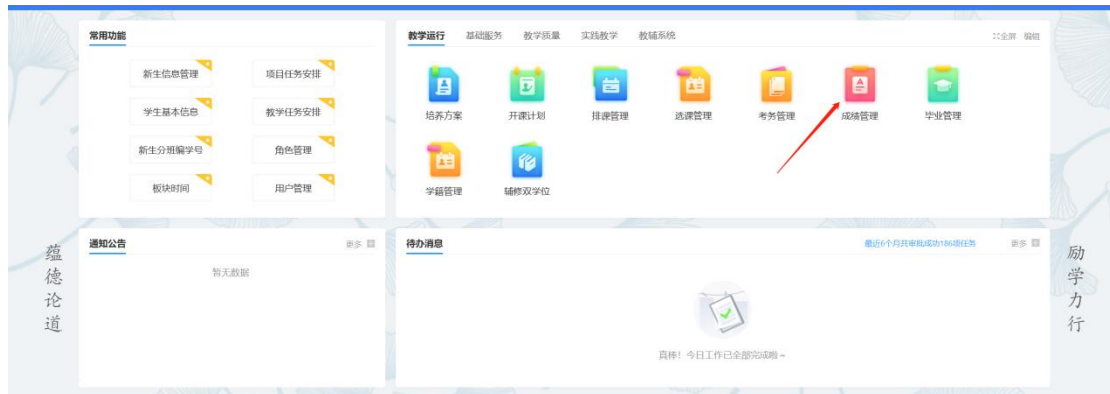 常用功能
新生信息管理 项目任务安排
学生基本信息 教学任务安排
新生分班编学号 角色管理
板块时间 用户管理
教学运行 基础服务 教学质量 实践教学 教辅系统 全屏 编辑
培养方案 开课计划 排课管理 选课管理 考务管理 成绩管理 毕业管理
学籍管理 辅修双学位
通知公告 更多
暂无数据
待办消息 最近6个月共审批成功186项任务 更多
真棒！今日工作已全部完成啦~
蕴德论道
励学力行